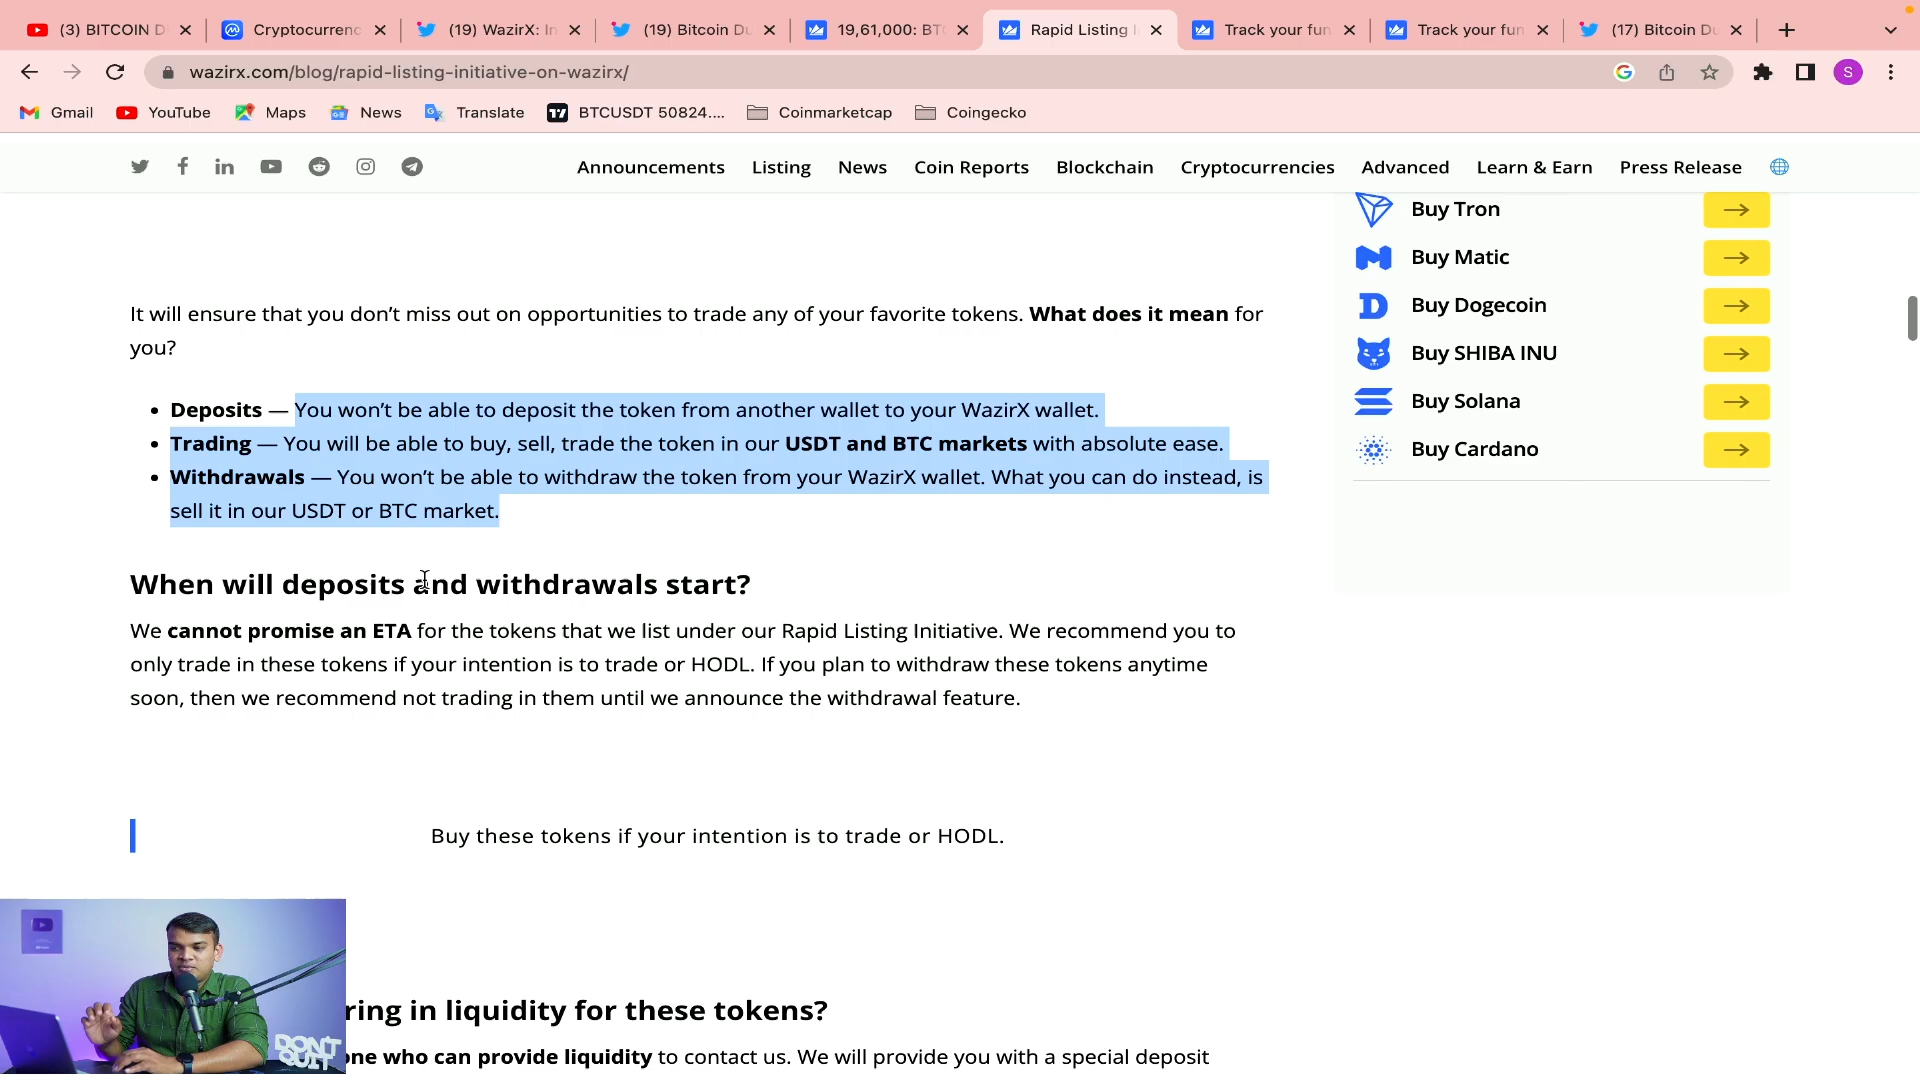 (3) BITCOIN D
Cryptocurrenc
(19) WazirX: In
(19) Bitcoin Du
19,61,000: BTC
Rapid Listing I
Track your fun
Track your fun
(17) Bitcoin Du
wazirx.com/blog/rapid-listing-initiative-on-wazirx/
S
Gmail
YouTube
Maps
News
Translate
BTCUSDT 50824....
Coinmarketcap
Coingecko
Announcements
Listing
News
Coin Reports
Blockchain
Cryptocurrencies
Advanced
Learn & Earn
Press Release
Buy Tron
Buy Matic
Buy Dogecoin
Buy SHIBA INU
Buy Solana
Buy Cardano
It will ensure that you don’t miss out on opportunities to trade any of your favorite tokens. What does it mean for
you?
• Deposits — You won’t be able to deposit the token from another wallet to your WazirX wallet.
• Trading — You will be able to buy, sell, trade the token in our USDT and BTC markets with absolute ease.
• Withdrawals — You won’t be able to withdraw the token from your WazirX wallet. What you can do instead, is
sell it in our USDT or BTC market.
When will deposits and withdrawals start?
We cannot promise an ETA for the tokens that we list under our Rapid Listing Initiative. We recommend you to
only trade in these tokens if your intention is to trade or HODL. If you plan to withdraw these tokens anytime
soon, then we recommend not trading in them until we announce the withdrawal feature.
Buy these tokens if your intention is to trade or HODL.
ring in liquidity for these tokens?
one who can provide liquidity to contact us. We will provide you with a special deposit
DON'T
QUIT